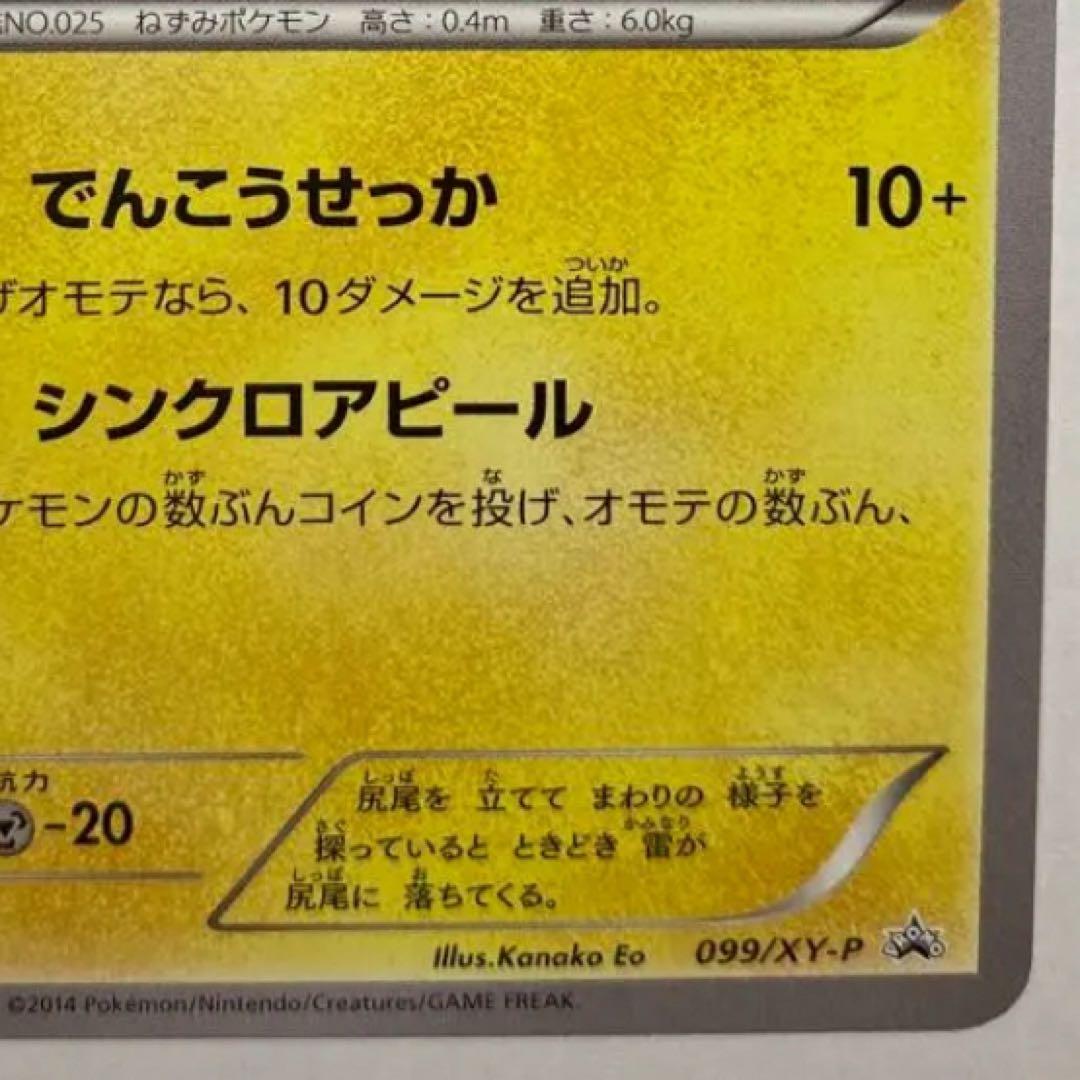 NO.025 ねずみポケモン 高さ：0.4m 重さ：6.0kg
でんこうせっか 10+
オモテなら、10ダメージを追加。
ついか
シンクロアピール
ケモンの数ぶんコインを投げ、オモテの数ぶん、
かず な かず
抗力
-20
尻尾を 立てて まわりの 様子を
しっぽ た ようす
探っていると ときどき 雷が
さぐ かみなり
尻尾に 落ちてくる。
しっぽ お
Illus.Kanako Eo 099/XY-P
©2014 Pokémon/Nintendo/Creatures/GAME FREAK.